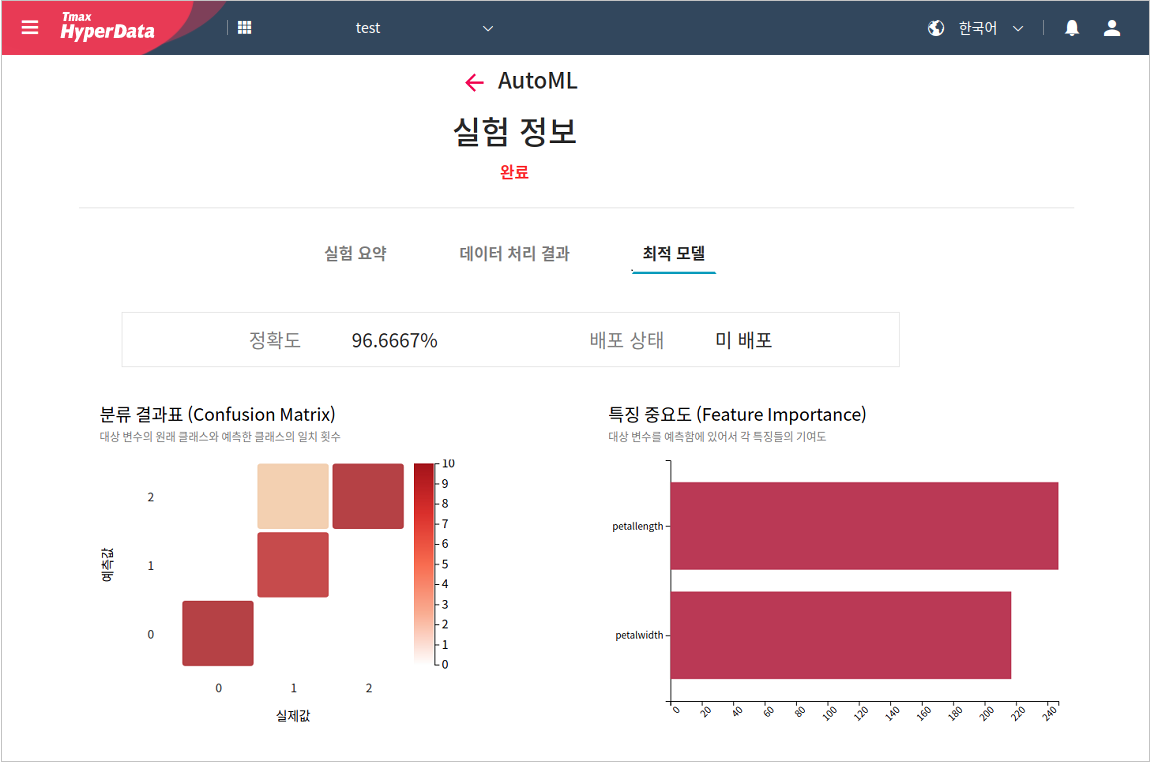 Tmax
HyperData
test
한국어
AutoML
실험 정보
완료
실험 요약 데이터 처리 결과 최적 모델
정확도 96.6667% 배포 상태 미 배포
분류 결과표 (Confusion Matrix)
대상 변수의 원래 클래스와 예측한 클래스의 일치 횟수
예측값
2
1
0
0 1 2
실제값
10
9
8
7
6
5
4
3
2
1
0
특징 중요도 (Feature Importance)
대상 변수를 예측함에 있어서 각 특징들의 기여도
petallength
petalwidth
0 20 40 60 80 100 120 140 160 180 200 220 240